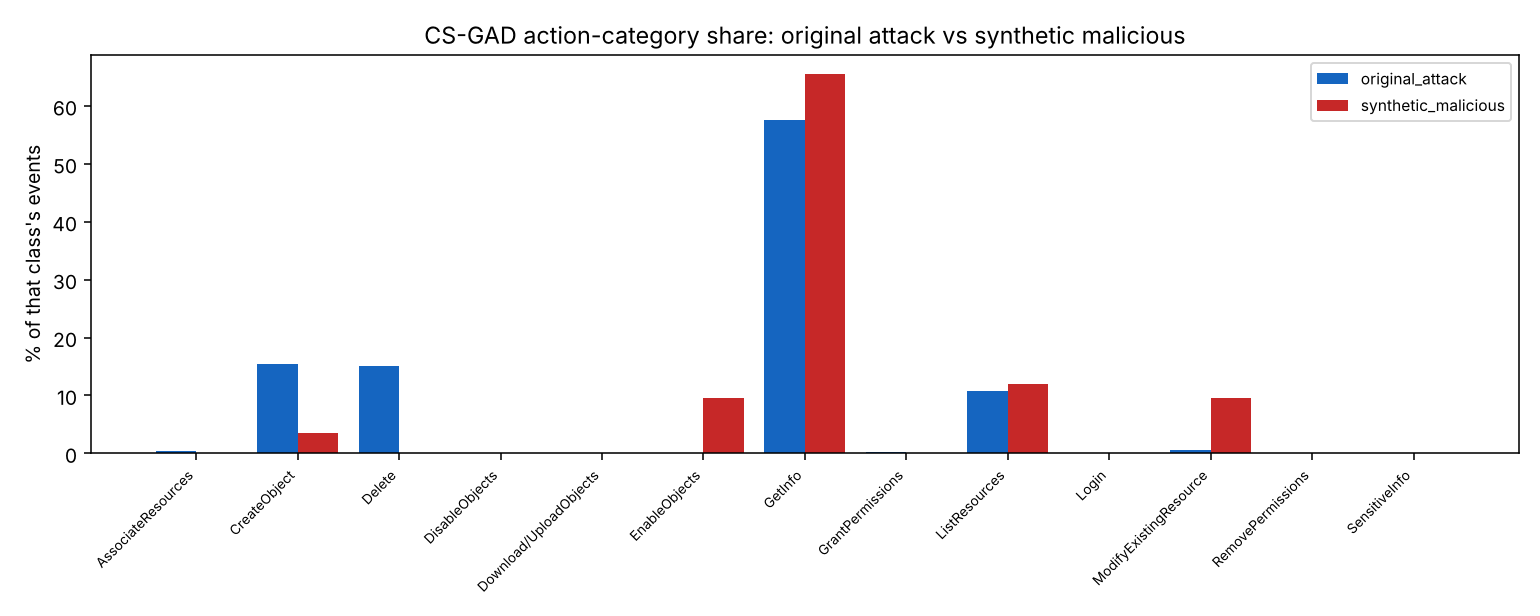 CS-GAD action-category share: original attack vs synthetic malicious
original_attack
synthetic_malicious
% of that class's events
60
50
40
30
20
10
0
AssociateResources
CreateObject
Delete
DisableObjects
Download/UploadObjects
EnableObjects
GetInfo
GrantPermissions
ListResources
Login
ModifyExistingResource
RemovePermissions
SensitiveInfo